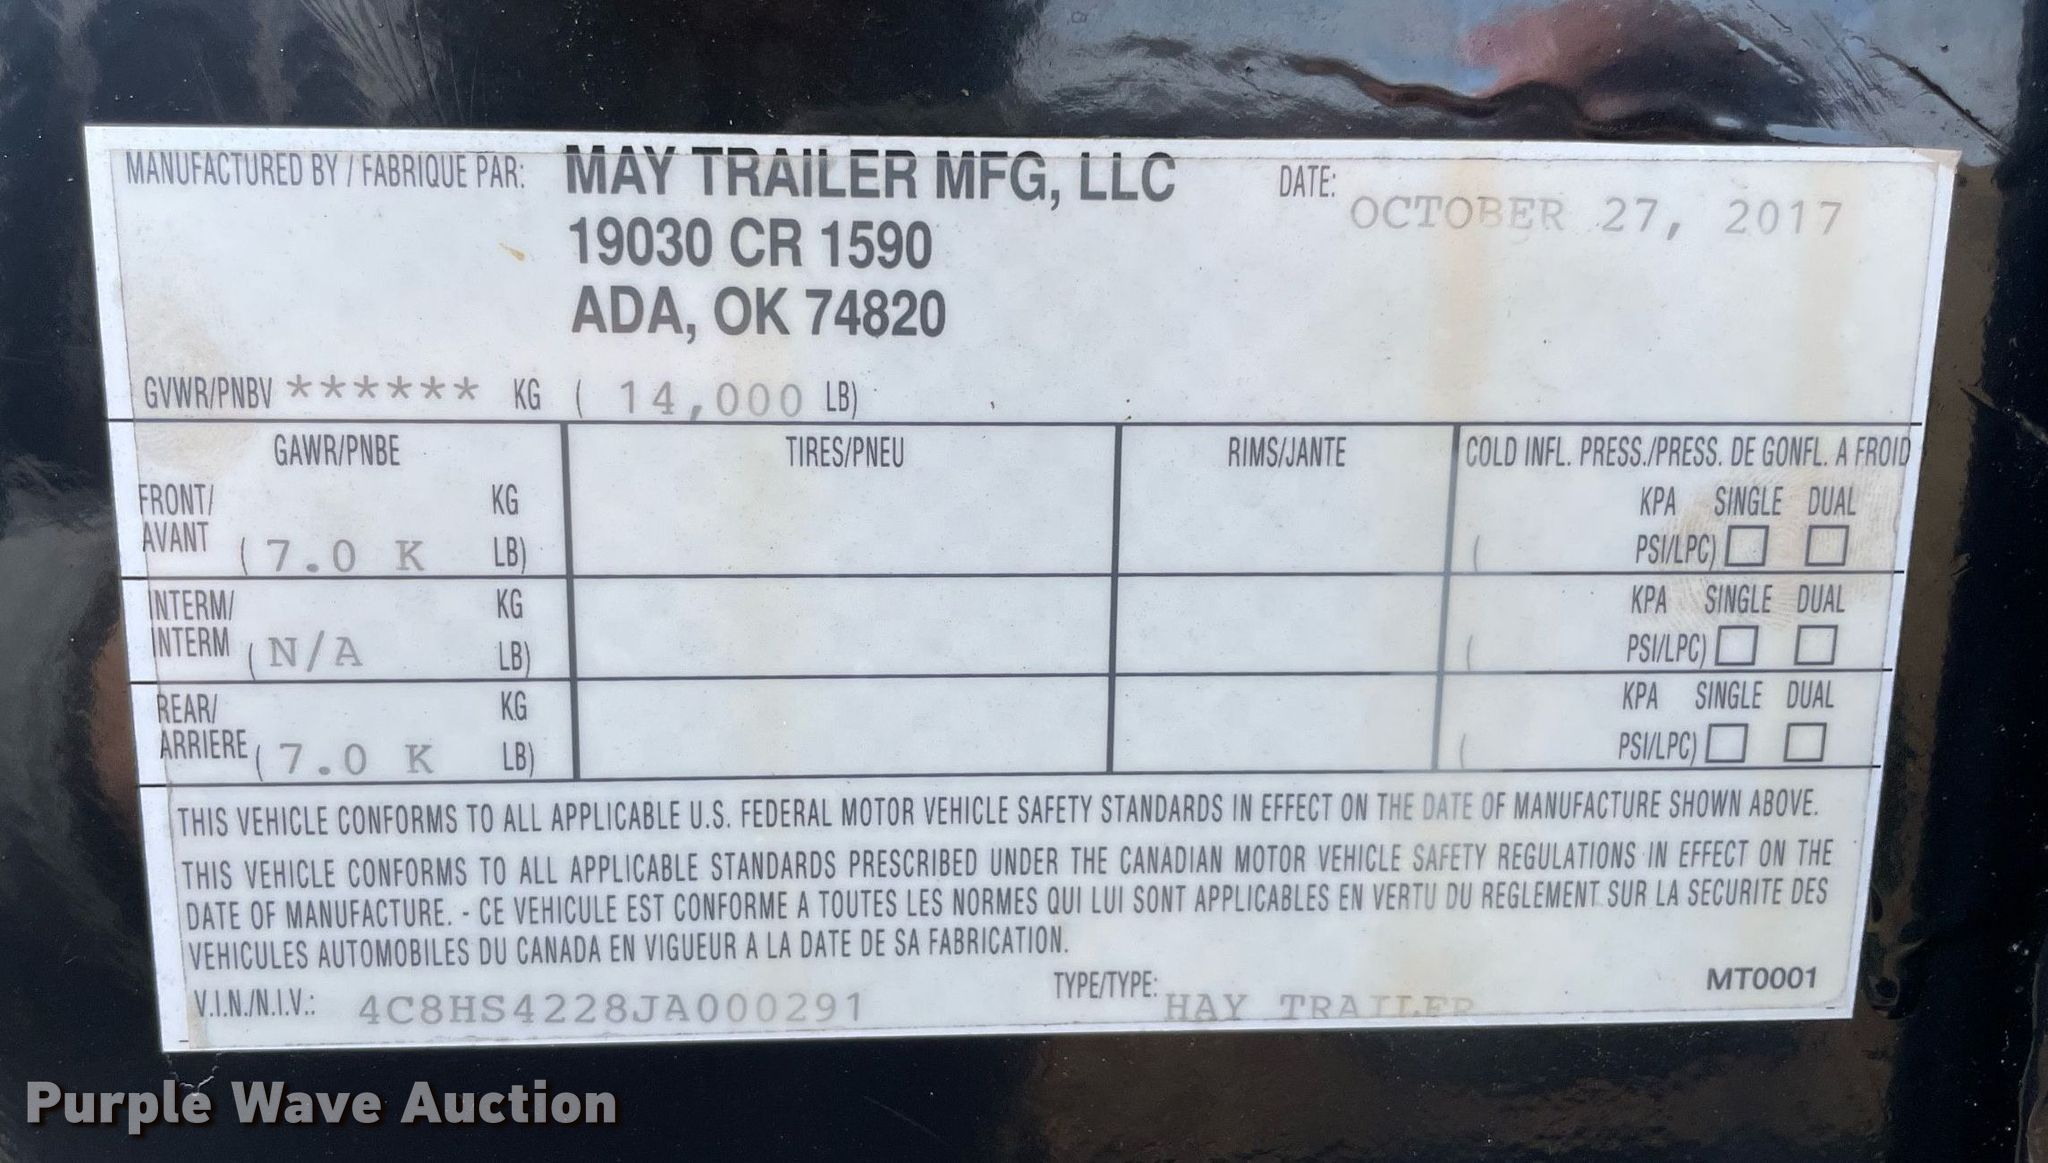 MANUFACTURED BY / FABRIQUE PAR: MAY TRAILER MFG, LLC DATE: OCTOBER 27, 2017
19030 CR 1590
ADA, OK 74820
GVWR/PNBV ****** KG ( 14,000 LB)
GAWR/PNBE TIRES/PNEU RIMS/JANTE COLD INFL. PRESS./PRESS. DE GONFL. A FROID
FRONT/ KG KPA SINGLE DUAL
AVANT ( 7.0 K LB) ( PSI/LPC)
INTERM/ KG KPA SINGLE DUAL
INTERM ( N/A LB) ( PSI/LPC)
REAR/ KG KPA SINGLE DUAL
ARRIERE ( 7.0 K LB) ( PSI/LPC)
THIS VEHICLE CONFORMS TO ALL APPLICABLE U.S. FEDERAL MOTOR VEHICLE SAFETY STANDARDS IN EFFECT ON THE DATE OF MANUFACTURE SHOWN ABOVE.
THIS VEHICLE CONFORMS TO ALL APPLICABLE STANDARDS PRESCRIBED UNDER THE CANADIAN MOTOR VEHICLE SAFETY REGULATIONS IN EFFECT ON THE
DATE OF MANUFACTURE. - CE VEHICULE EST CONFORME A TOUTES LES NORMES QUI LUI SONT APPLICABLES EN VERTU DU REGLEMENT SUR LA SECURITE DES
VEHICULES AUTOMOBILES DU CANADA EN VIGUEUR A LA DATE DE SA FABRICATION.
V.I.N./N.I.V.: 4C8HS4228JA000291 TYPE/TYPE: HAY TRAILER MT0001
Purple Wave Auction